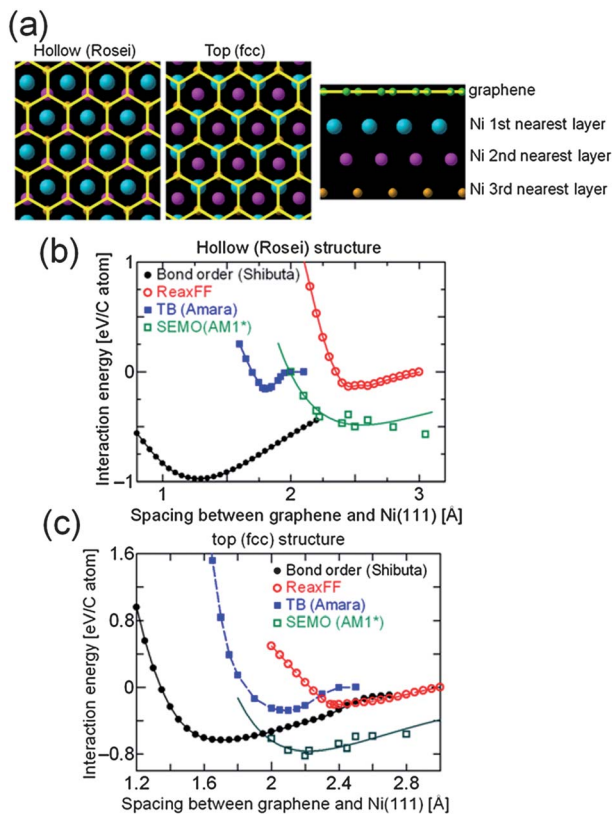 (a)
Hollow (Rosei) Top (fcc)
graphene
Ni 1st nearest layer
Ni 2nd nearest layer
Ni 3rd nearest layer
(b)
Hollow (Rosei) structure
Bond order (Shibuta)
ReaxFF
TB (Amara)
SEMO(AM1*)
Interaction energy [eV/C atom]
1
0
−1
1 2 3
Spacing between graphene and Ni(111) [Å]
(c)
top (fcc) structure
Bond order (Shibuta)
ReaxFF
TB (Amara)
SEMO (AM1*)
Interaction energy [eV/C atom]
1.6
0.8
0
−0.8
1.2 1.6 2 2.4 2.8
Spacing between graphene and Ni(111) [Å]